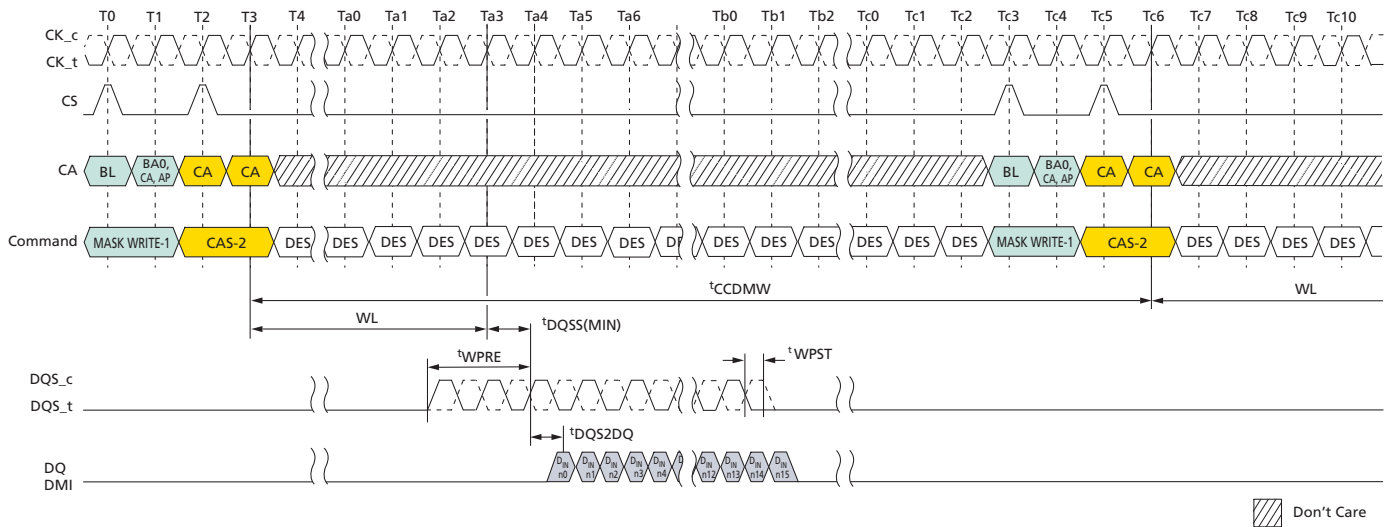 T0 T1 T2 T3 T4 Ta0 Ta1 Ta2 Ta3 Ta4 Ta5 Ta6 Tb0 Tb1 Tb2 Tc0 Tc1 Tc2 Tc3 Tc4 Tc5 Tc6 Tc7 Tc8 Tc9 Tc10
CK_c
CK_t
CS
CA BL BA0, CA, AP CA CA BL BA0, CA, AP CA CA
Command MASK WRITE-1 CAS-2 DES DES DES DES DES DES DES DES DES DES DES DES DES DES DES MASK WRITE-1 CAS-2 DES DES DES DES
tCCDMW
WL WL
tDQSS(MIN)
tWPRE tWPST
DQS_c
DQS_t
tDQS2DQ
DQ
DMI
DIN n0 DIN n1 DIN n2 DIN n3 DIN n4 D DIN n12 DIN n13 DIN n14 DIN n15
Don't Care